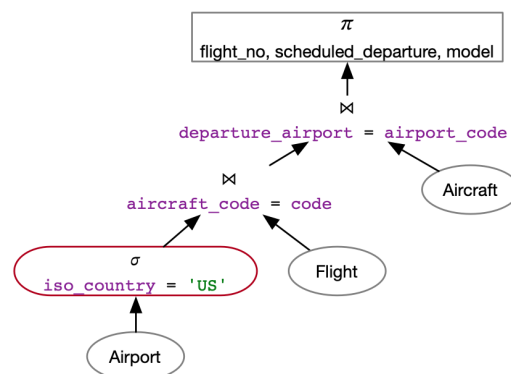 π
flight_no, scheduled_departure, model
⋈
departure_airport = airport_code
Aircraft
⋈
aircraft_code = code
σ
iso_country = 'US'
Flight
Airport